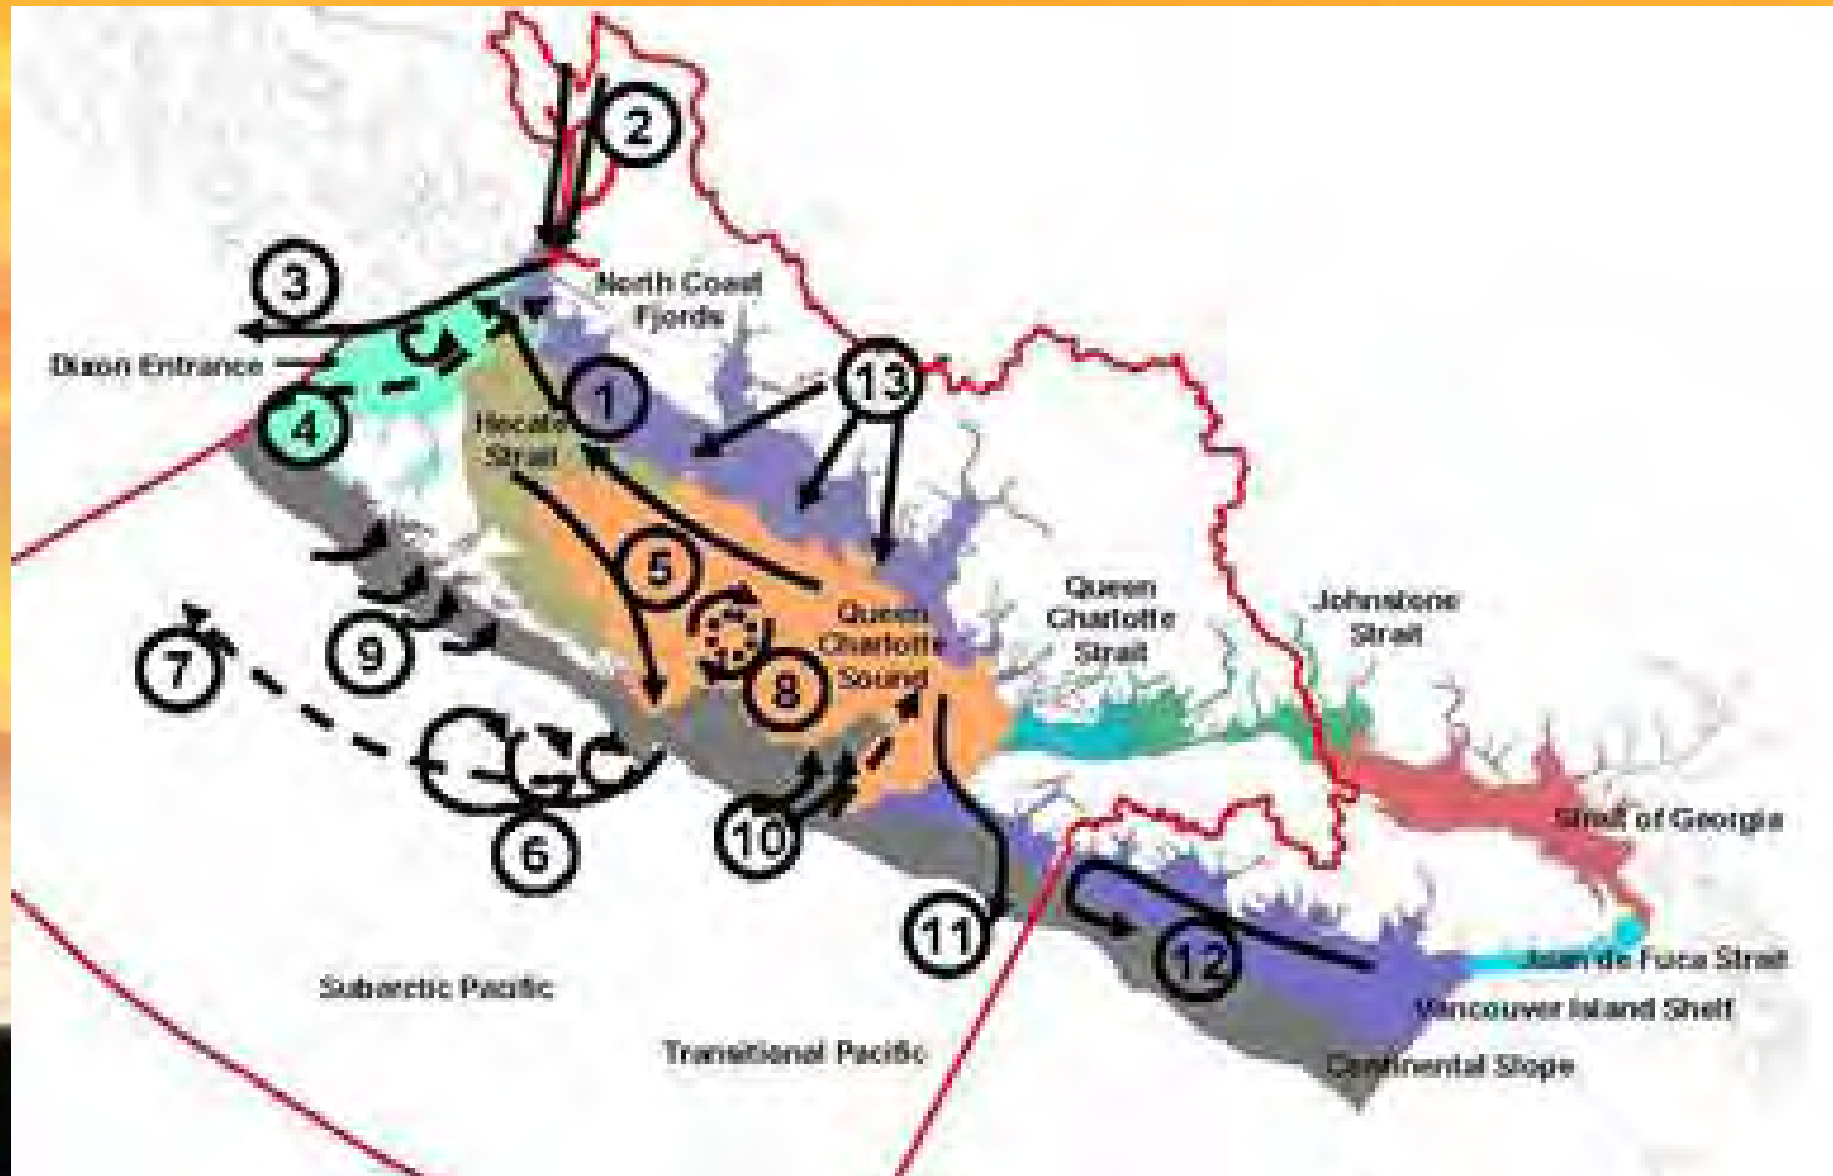 2
North Coast
Fjords
3
Dixon Entrance
13
1
4
Hecate
Strait
5
Queen
Charlotte
Strait
Johnstone
Strait
Queen
Charlotte
Sound
7
9
8
10
6
Strait of Georgia
11
12
Juan de Fuca Strait
Subarctic Pacific
Vancouver Island Shelf
Transitional Pacific
Continental Slope